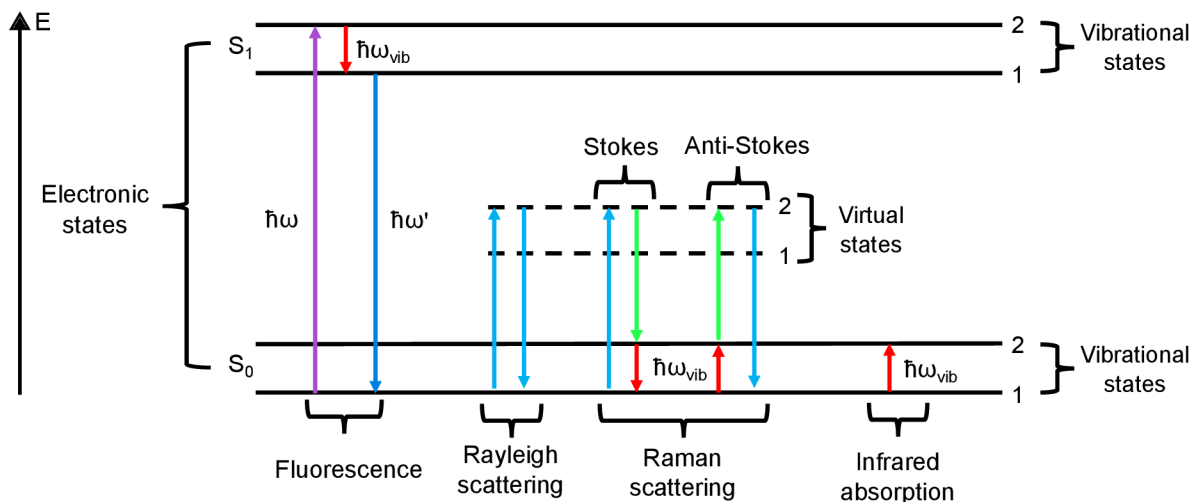 E
2
S1
ħωvib
Vibrational
states
1
Stokes
Anti-Stokes
Electronic
states
ħω
ħω'
2
Virtual
states
1
2
S0
ħωvib
ħωvib
Vibrational
states
1
Fluorescence
Rayleigh
scattering
Raman
scattering
Infrared
absorption